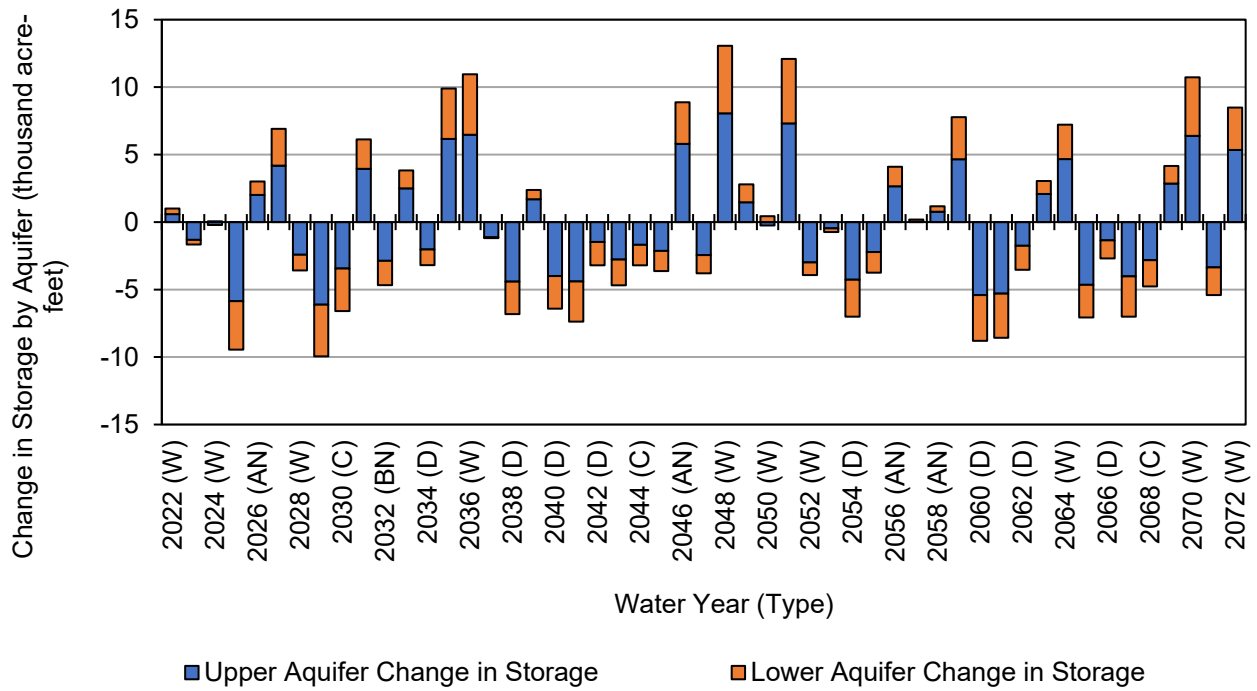 Change in Storage by Aquifer (thousand acre-
feet)
15
10
5
0
-5
-10
-15
2022 (W)
2024 (W)
2026 (AN)
2028 (W)
2030 (C)
2032 (BN)
2034 (D)
2036 (W)
2038 (D)
2040 (D)
2042 (D)
2044 (C)
2046 (AN)
2048 (W)
2050 (W)
2052 (W)
2054 (D)
2056 (AN)
2058 (AN)
2060 (D)
2062 (D)
2064 (W)
2066 (D)
2068 (C)
2070 (W)
2072 (W)
Water Year (Type)
Upper Aquifer Change in Storage
Lower Aquifer Change in Storage